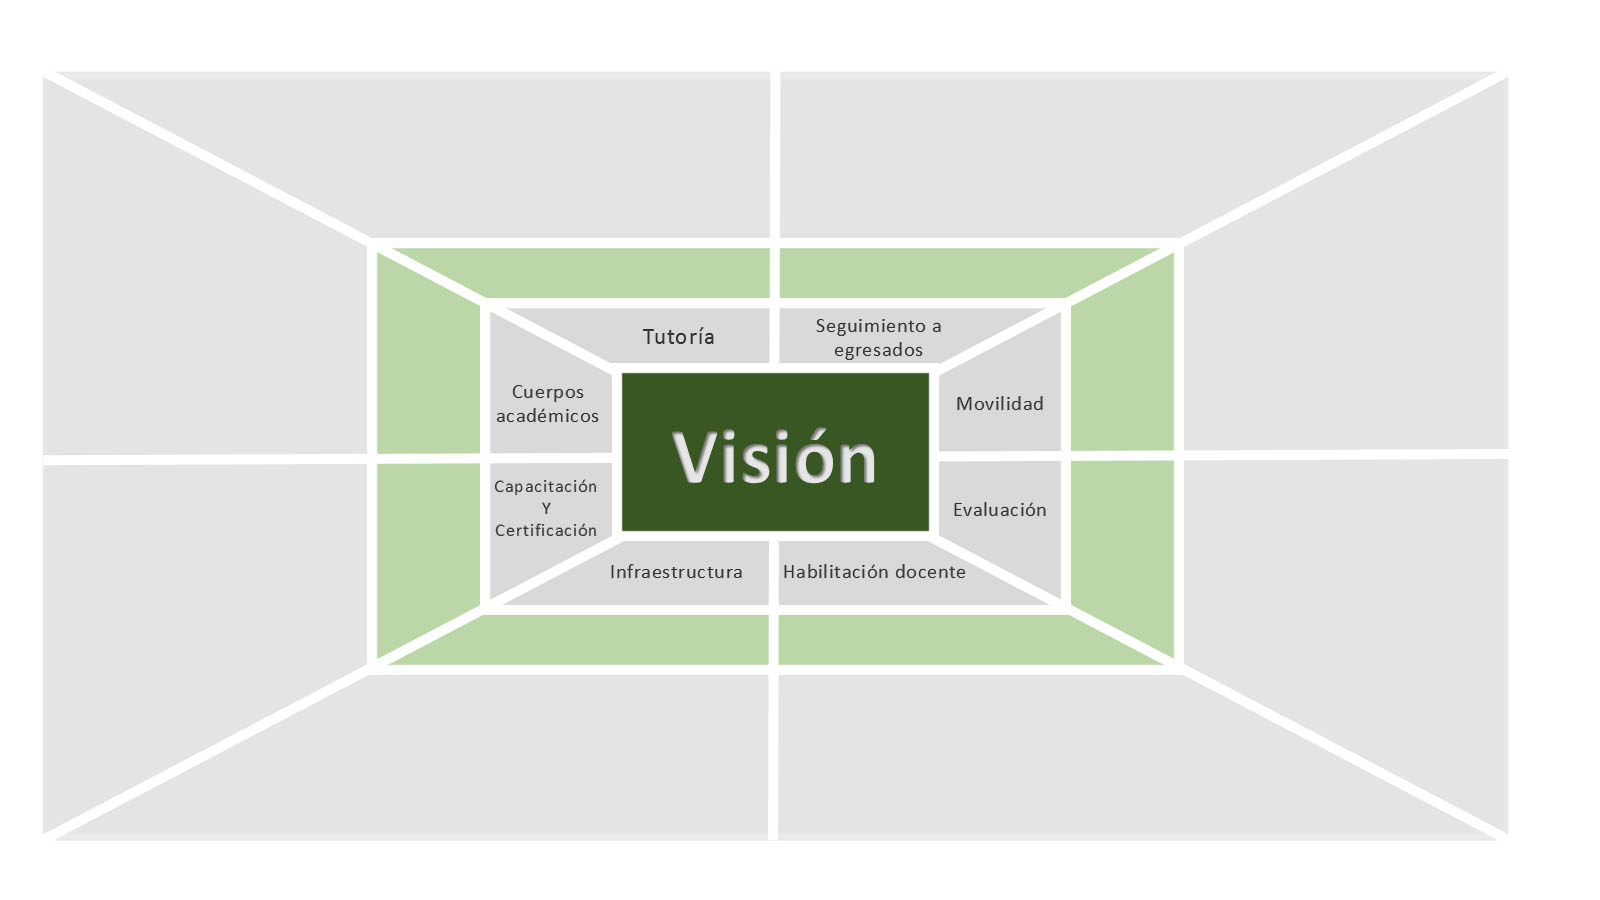 Tutoría
Seguimiento a
egresados
Cuerpos
académicos
Movilidad
Visión
Capacitación
Y
Certificación
Evaluación
Infraestructura
Habilitación docente